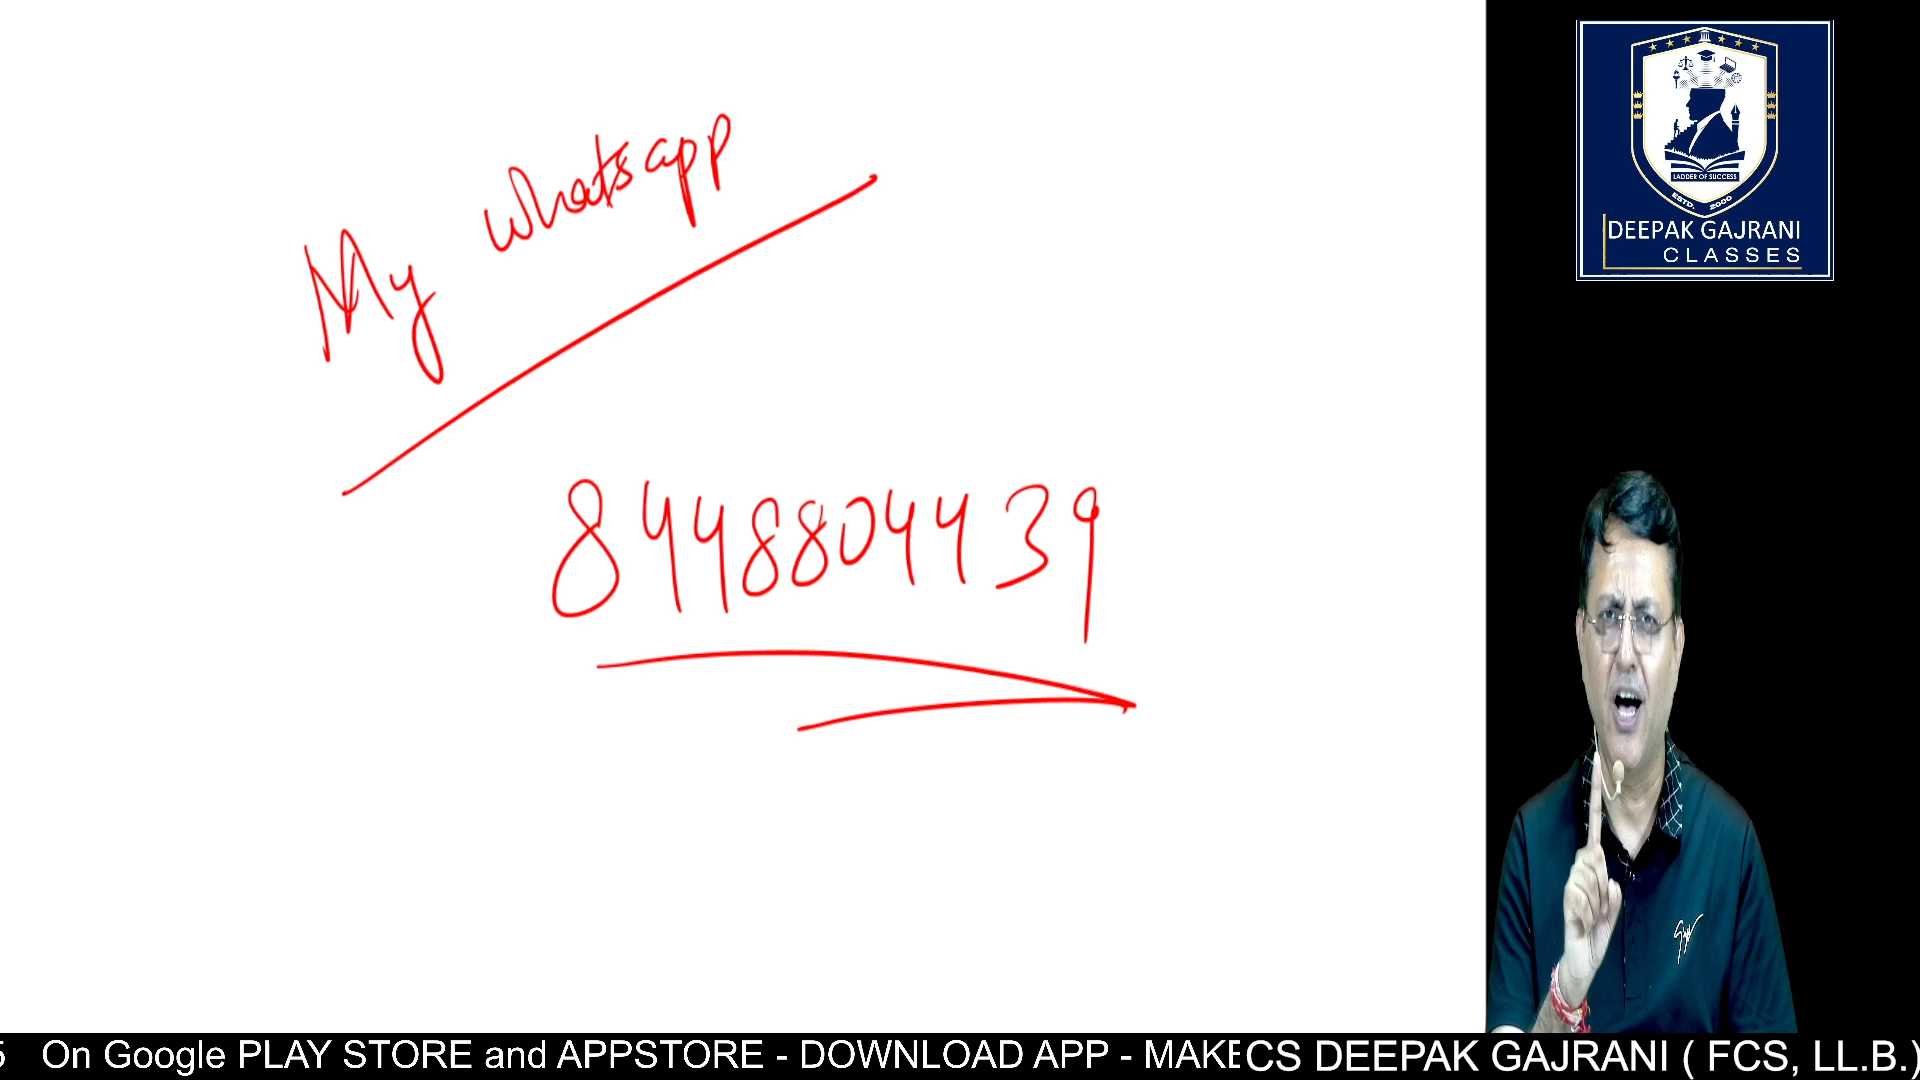 My whatsapp
8448804439
LADDER OF SUCCESS
ESTD. 2000
DEEPAK GAJRANI
CLASSES
5 On Google PLAY STORE and APPSTORE - DOWNLOAD APP - MAKE
CS DEEPAK GAJRANI ( FCS, LL.B.)